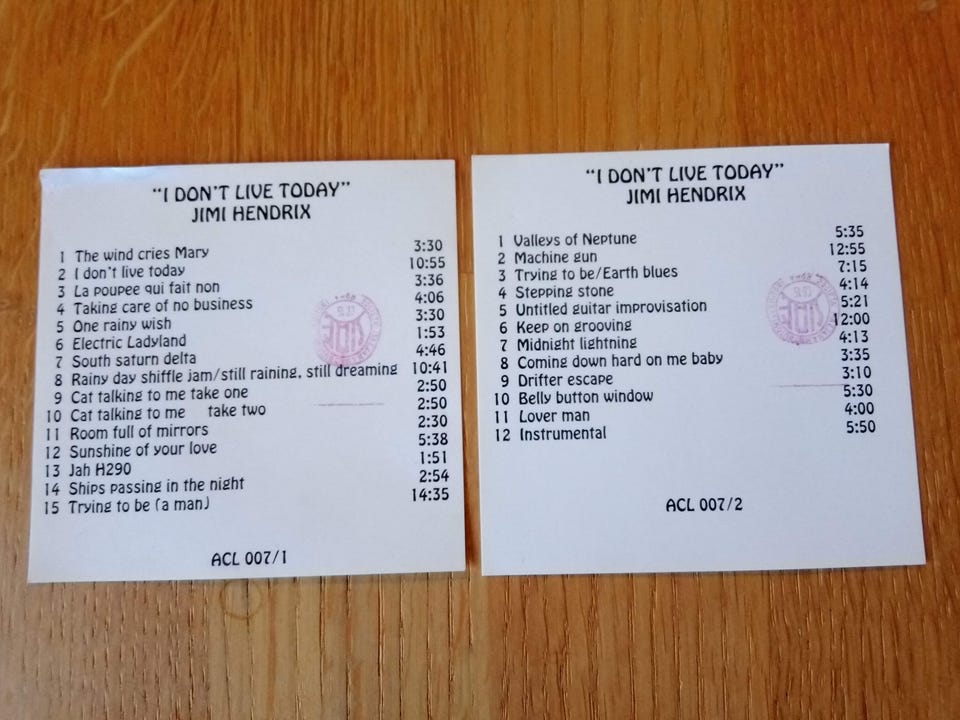 "I DON'T LIVE TODAY"
JIMI HENDRIX
1 The wind cries Mary 3:30
2 I don't live today 10:55
3 La poupee qui fait non 3:36
4 Taking care of no business 4:06
5 One rainy wish 3:30
6 Electric Ladyland 1:53
7 South saturn delta 4:46
8 Rainy day shiffle jam/still raining, still dreaming 10:41
9 Cat talking to me take one 2:50
10 Cat talking to me take two 2:50
11 Room full of mirrors 2:30
12 Sunshine of your love 5:38
13 Jah H290 1:51
14 Ships passing in the night 2:54
15 Trying to be (a man) 14:35
ACL 007/1
"I DON'T LIVE TODAY"
JIMI HENDRIX
1 Valleys of Neptune 5:35
2 Machine gun 12:55
3 Trying to be/Earth blues 7:15
4 Stepping stone 4:14
5 Untitled guitar improvisation 5:21
6 Keep on grooving 12:00
7 Midnight lightning 4:13
8 Coming down hard on me baby 3:35
9 Drifter escape 3:10
10 Belly button window 5:30
11 Lover man 4:00
12 Instrumental 5:50
ACL 007/2